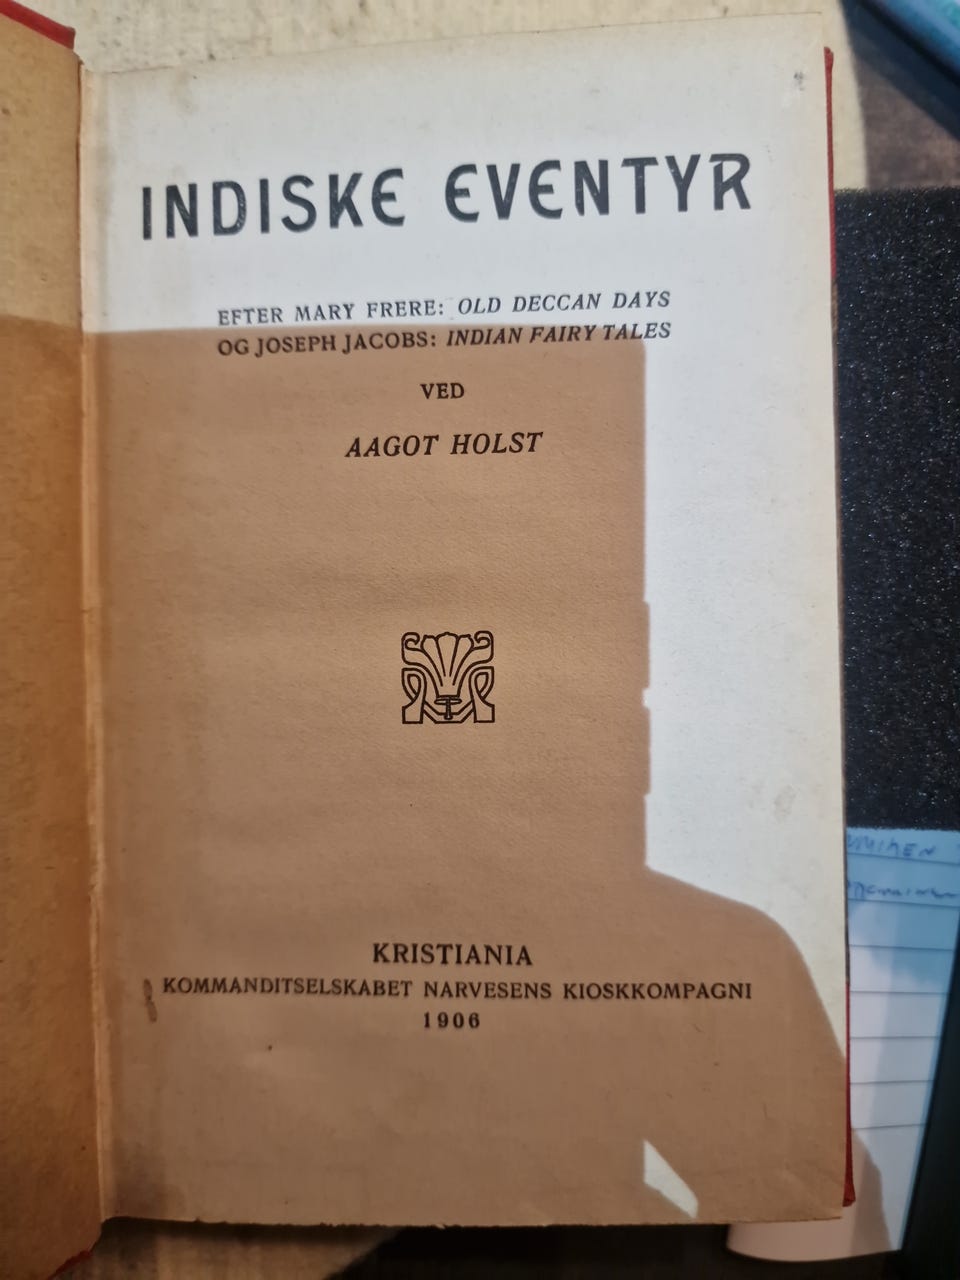 INDISKE EVENTYR
EFTER MARY FRERE: OLD DECCAN DAYS
OG JOSEPH JACOBS: INDIAN FAIRY TALES
VED
AAGOT HOLST
KRISTIANIA
KOMMANDITSELSKABET NARVESENS KIOSKKOMPAGNI
1906